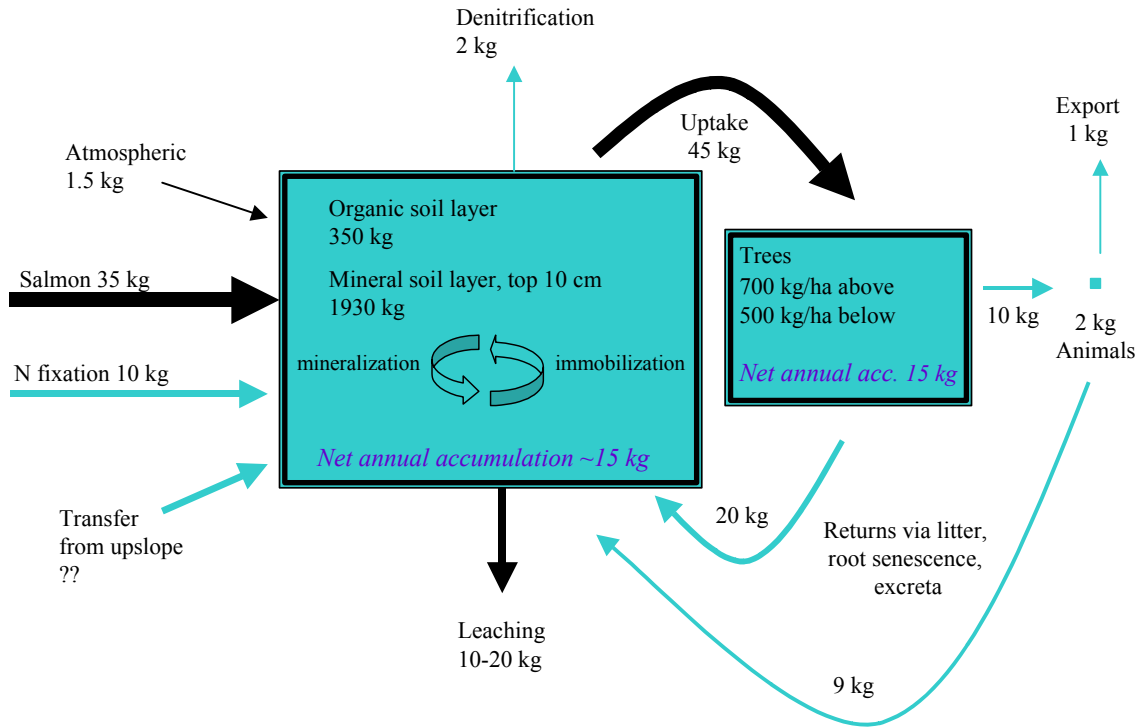 Denitrification
2 kg
Uptake
45 kg
Export
1 kg
Atmospheric
1.5 kg
Organic soil layer
350 kg
Mineral soil layer, top 10 cm
1930 kg
mineralization
immobilization
Net annual accumulation ~15 kg
Salmon 35 kg
N fixation 10 kg
Transfer
from upslope
??
Trees
700 kg/ha above
500 kg/ha below
Net annual acc. 15 kg
10 kg
2 kg
Animals
20 kg
Returns via litter,
root senescence,
excreta
Leaching
10-20 kg
9 kg